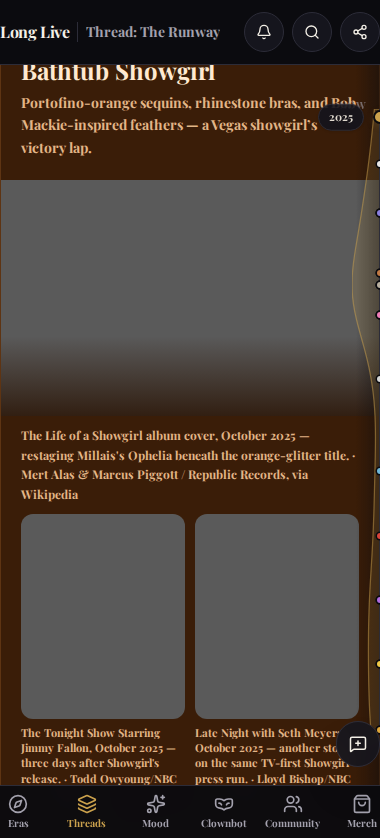 Long Live
Thread: The Runway
Bathtub Showgirl
Portofino-orange sequins, rhinestone bras, and Bob
Mackie-inspired feathers — a Vegas showgirl's
victory lap.
2025
The Life of a Showgirl album cover, October 2025 —
restaging Millais's Ophelia beneath the orange-glitter title. ·
Mert Alas & Marcus Piggott / Republic Records, via
Wikipedia
The Tonight Show Starring
Jimmy Fallon, October 2025 —
three days after Showgirl's
release. · Todd Owyoung/NBC
Late Night with Seth Meyers
October 2025 — another
on the same TV-first Showgirl
press run. · Lloyd Bishop/NBC
Eras
Threads
Mood
Clownbot
Community
Merch